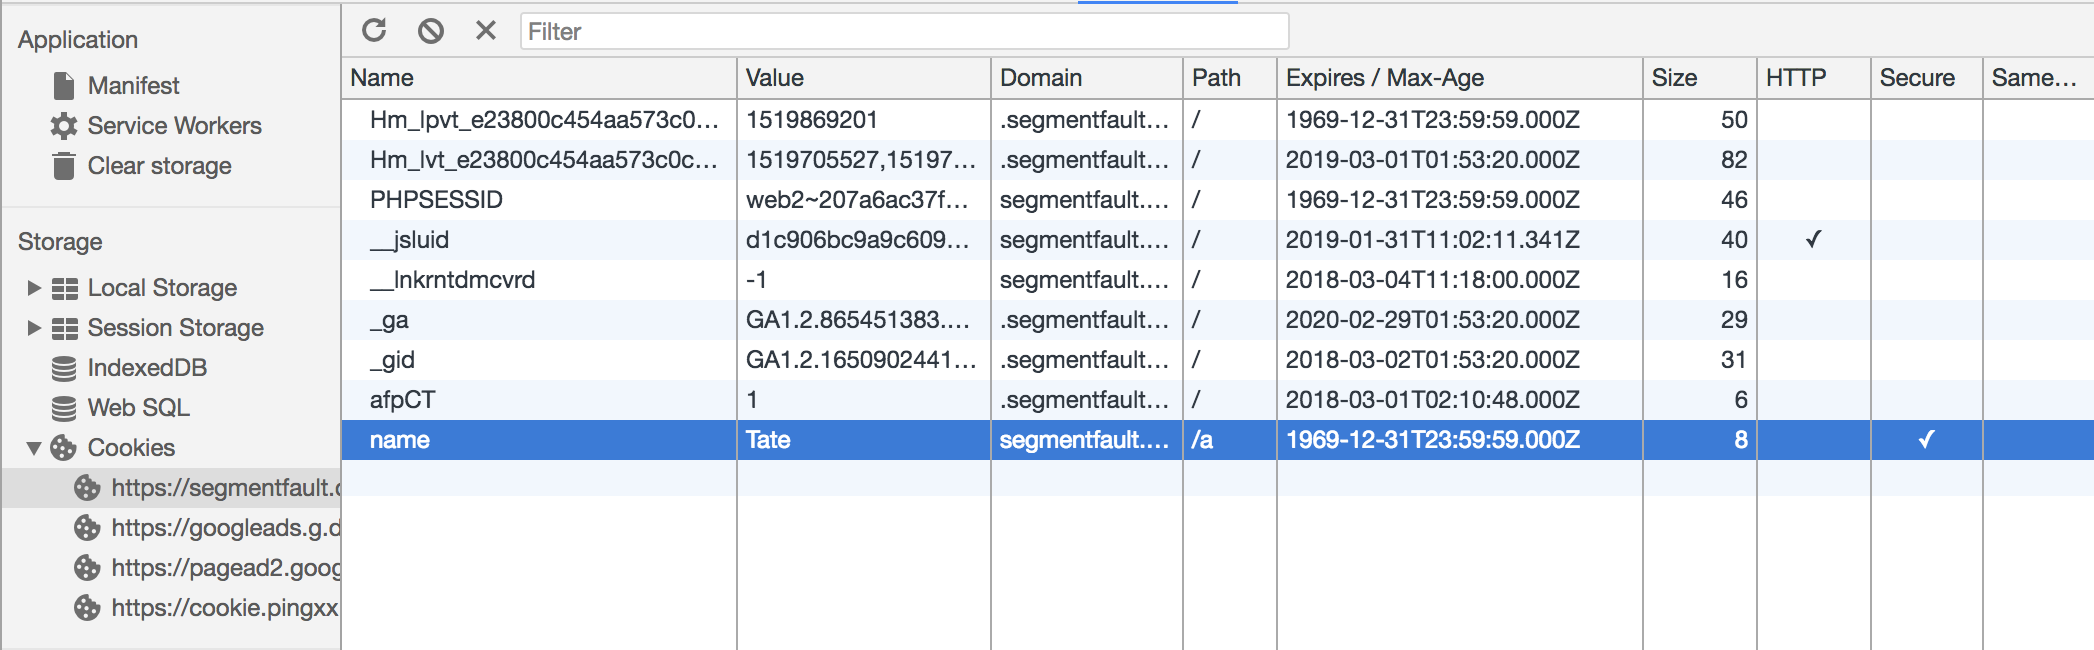 Application
Manifest
Service Workers
Clear storage
Storage
Local Storage
Session Storage
IndexedDB
Web SQL
Cookies
https://segmentfault.c
https://googleads.g.d
https://pagead2.goog
https://cookie.pingxx
Filter
Name Value Domain Path Expires / Max-Age Size HTTP Secure Same…
Hm_lpvt_e23800c454aa573c0… 1519869201 .segmentfault… / 1969-12-31T23:59:59.000Z 50
Hm_lvt_e23800c454aa573c0c… 1519705527,15197… .segmentfault… / 2019-03-01T01:53:20.000Z 82
PHPSESSID web2~207a6ac37f… segmentfault.… / 1969-12-31T23:59:59.000Z 46
__jsluid d1c906bc9a9c609… segmentfault.… / 2019-01-31T11:02:11.341Z 40 ✓
__lnkrntdmcvrd -1 segmentfault.… / 2018-03-04T11:18:00.000Z 16
_ga GA1.2.865451383.… .segmentfault… / 2020-02-29T01:53:20.000Z 29
_gid GA1.2.1650902441… .segmentfault… / 2018-03-02T01:53:20.000Z 31
afpCT 1 .segmentfault… / 2018-03-01T02:10:48.000Z 6
name Tate segmentfault.… /a 1969-12-31T23:59:59.000Z 8 ✓